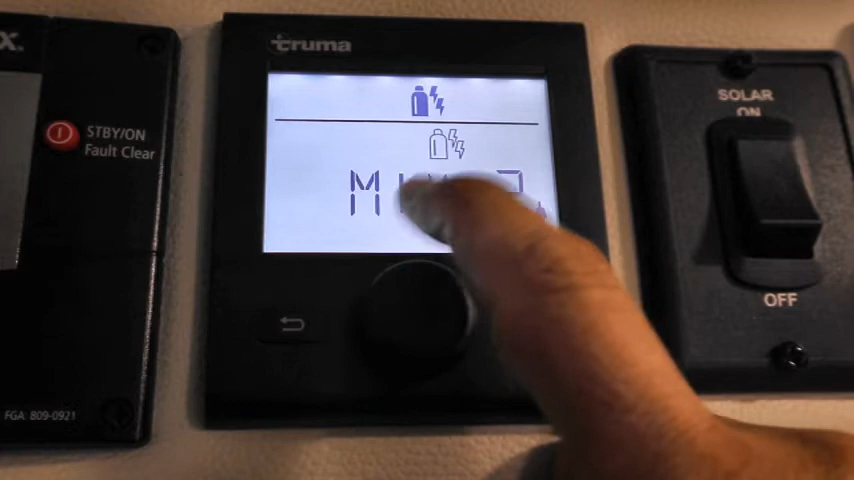 x
truma
STBY/ON
Fault Clear
SOLAR
ON
OFF
FGA: 809-0921